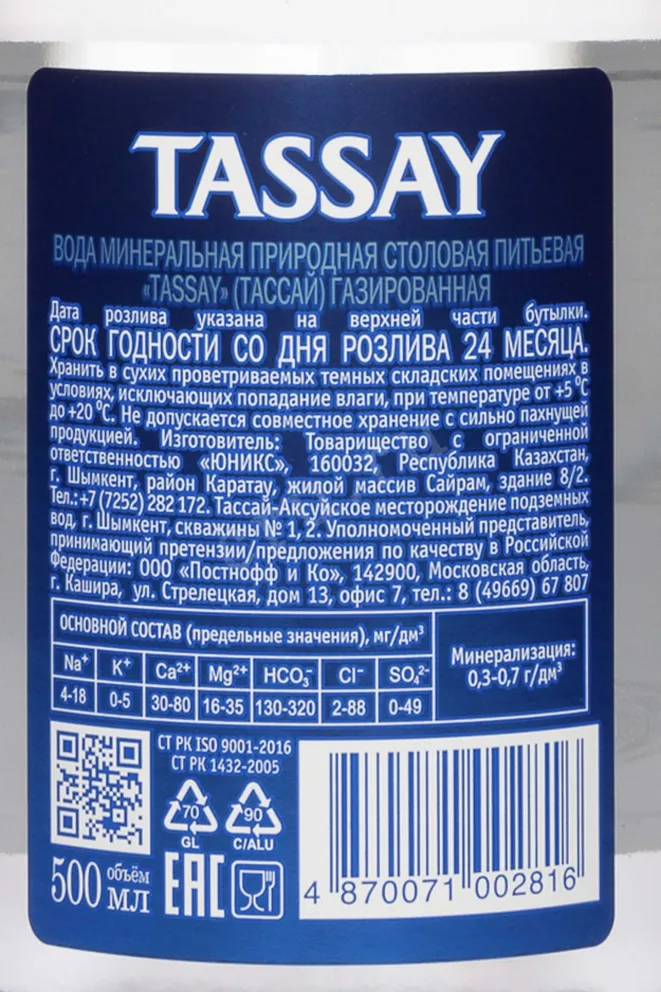 TASSAY
ВОДА МИНЕРАЛЬНАЯ ПРИРОДНАЯ СТОЛОВАЯ ПИТЬЕВАЯ
«TASSAY» (ТАССАЙ) ГАЗИРОВАННАЯ
Дата розлива указана на верхней части бутылки.
СРОК ГОДНОСТИ СО ДНЯ РОЗЛИВА 24 МЕСЯЦА.
Хранить в сухих проветриваемых темных складских помещениях в
условиях, исключающих попадание влаги, при температуре от +5 °С
до +20 °С. Не допускается совместное хранение с сильно пахнущей
продукцией. Изготовитель: Товарищество с ограниченной
ответственностью «ЮНИКС», 160032, Республика Казахстан,
г. Шымкент, район Каратау, жилой массив Сайрам, здание 8/2.
Тел.: +7 (7252) 282 172. Тассай-Аксуйское месторождение подземных
вод, г. Шымкент, скважины № 1, 2. Уполномоченный представитель,
принимающий претензии/предложения по качеству в Российской
Федерации: ООО «Постнофф и Ко», 142900, Московская область,
г. Кашира, ул. Стрелецкая, дом 13, офис 7, тел.: 8 (49669) 67 807
ОСНОВНОЙ СОСТАВ (предельные значения), мг/дм³
Na⁺ K⁺ Ca²⁺ Mg²⁺ HCO₃⁻ Cl⁻ SO₄²⁻
4-18 0-5 30-80 16-35 130-320 2-88 0-49
Минерализация:
0,3-0,7 г/дм³
СТ РК ISO 9001-2016
СТ РК 1432-2005
70
GL
90
C/ALU
500 объём
мл
EAC
4 870071 002816